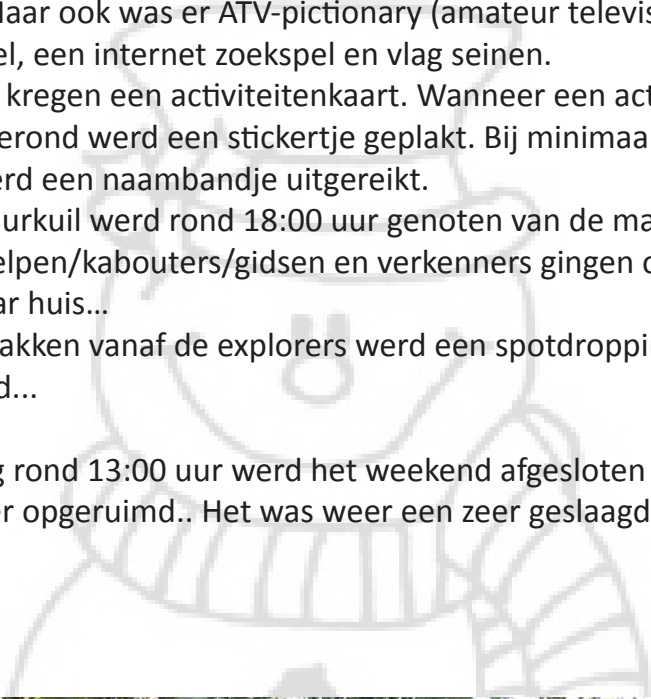 Maar ook was er ATV-pictionary (amateur televis
el, een internet zoekspel en vlag seinen.
kregen een activiteitenkaart. Wanneer een act
erond werd een stickertje geplakt. Bij minimaa
erd een naambandje uitgereikt.
urkuil werd rond 18:00 uur genoten van de ma
elpen/kabouters/gidsen en verkenners gingen o
ar huis...
akken vanaf de explorers werd een spotdroppi
d...
g rond 13:00 uur werd het weekend afgesloten
er opgeruimd.. Het was weer een zeer geslaagd